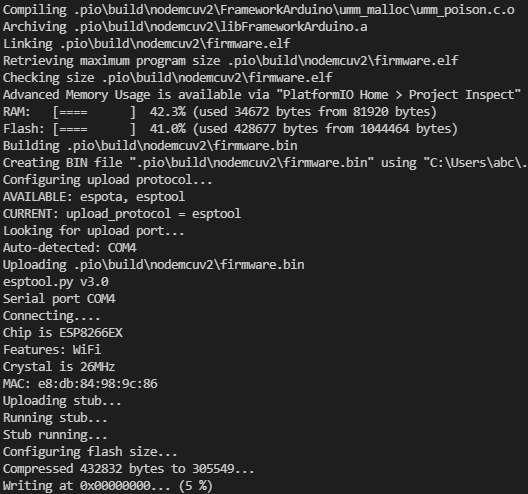 Compiling .pio\build\nodemcuv2\FrameworkArduino\umm_malloc\umm_poison.c.o
Archiving .pio\build\nodemcuv2\libFrameworkArduino.a
Linking .pio\build\nodemcuv2\firmware.elf
Retrieving maximum program size .pio\build\nodemcuv2\firmware.elf
Checking size .pio\build\nodemcuv2\firmware.elf
Advanced Memory Usage is available via "PlatformIO Home > Project Inspect"
RAM:   [====      ]  42.3% (used 34672 bytes from 81920 bytes)
Flash: [====      ]  41.0% (used 428677 bytes from 1044464 bytes)
Building .pio\build\nodemcuv2\firmware.bin
Creating BIN file ".pio\build\nodemcuv2\firmware.bin" using "C:\Users\abc\.
Configuring upload protocol...
AVAILABLE: espota, esptool
CURRENT: upload_protocol = esptool
Looking for upload port...
Auto-detected: COM4
Uploading .pio\build\nodemcuv2\firmware.bin
esptool.py v3.0
Serial port COM4
Connecting....
Chip is ESP8266EX
Features: WiFi
Crystal is 26MHz
MAC: e8:db:84:98:9c:86
Uploading stub...
Running stub...
Stub running...
Configuring flash size...
Compressed 432832 bytes to 305549...
Writing at 0x00000000... (5 %)